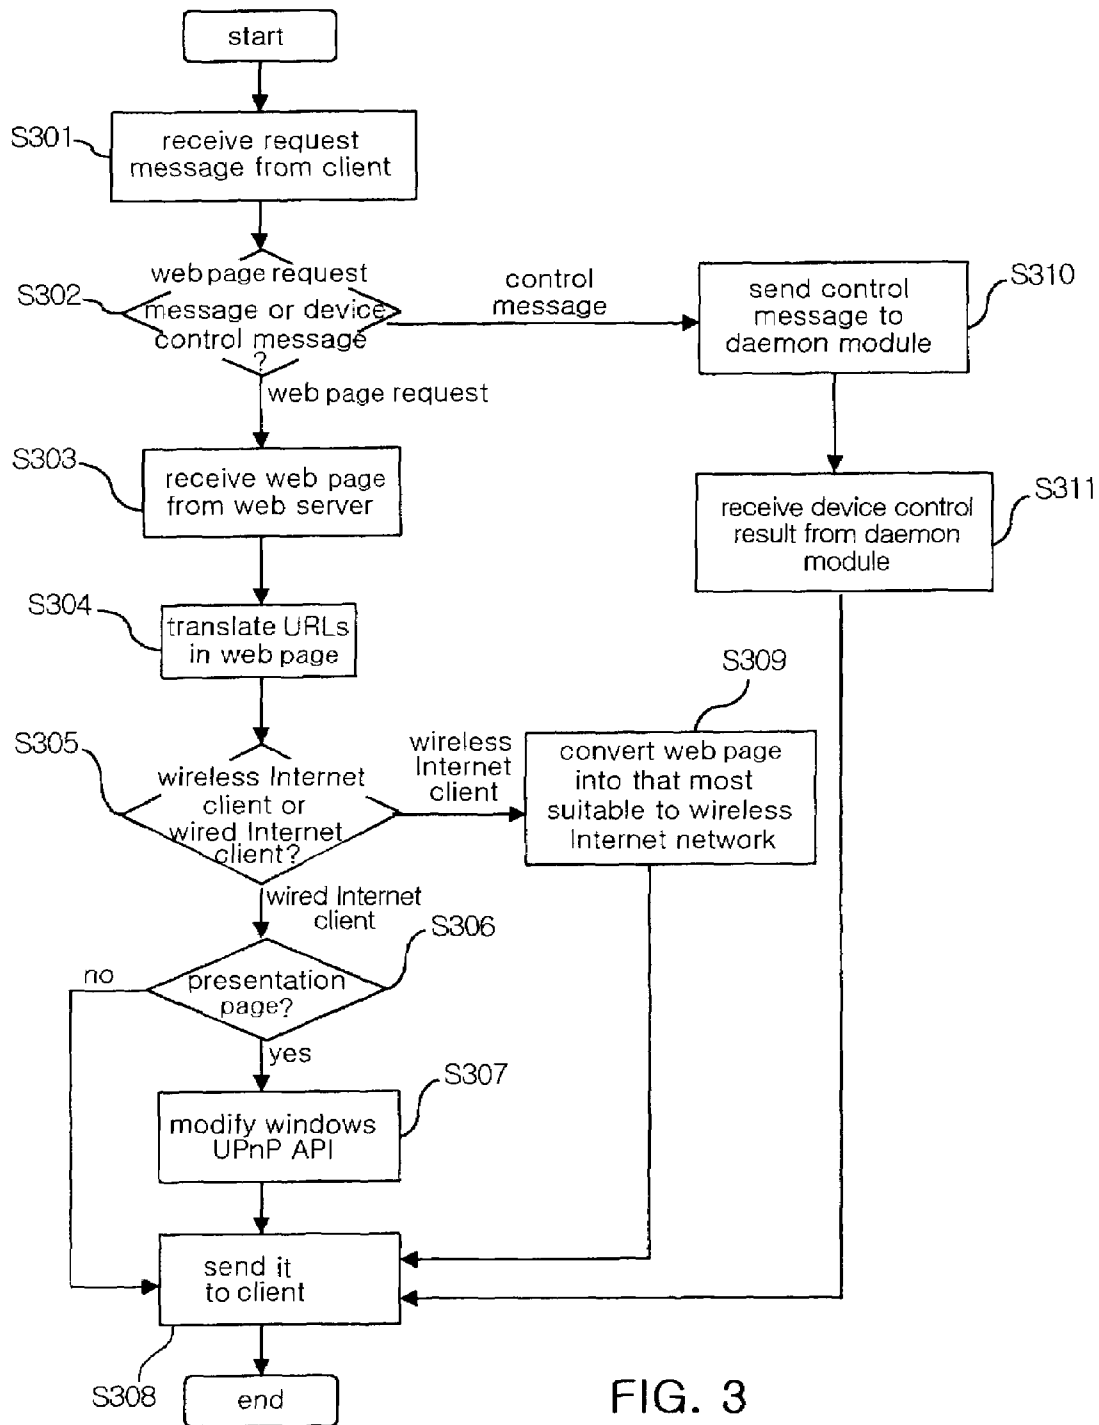 start
S301
receive request
message from client
S302
web page request
message or device
control message
?
control
message
S310
send control
message to
daemon module
web page request
S303
receive web page
from web server
S311
receive device control
result from daemon
module
S304
translate URLs
in web page
S309
S305
wireless Internet
client or
wired Internet
client?
wireless
Internet
client
convert web page
into that most
suitable to wireless
Internet network
wired Internet
client
S306
no
presentation
page?
yes
S307
modify windows
UPnP API
send it
to client
S308
end
FIG. 3